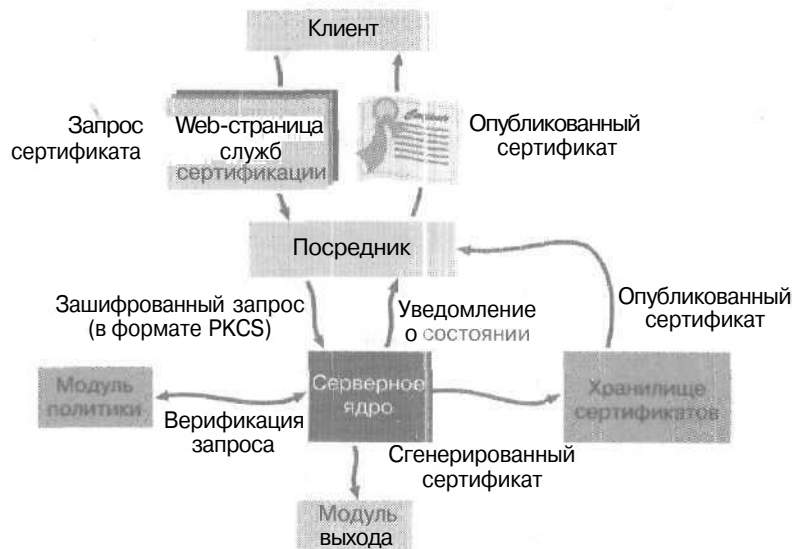 Клиент
Запрос
сертификата
Web-страница
служб
сертификации
Опубликованный
сертификат
Посредник
Зашифрованный запрос
(в формате PKCS)
Уведомление
о состоянии
Опубликованный
сертификат
Модуль
политики
Верификация
запроса
Серверное
ядро
Сгенерированный
сертификат
Хранилище
сертификатов
Модуль
выхода